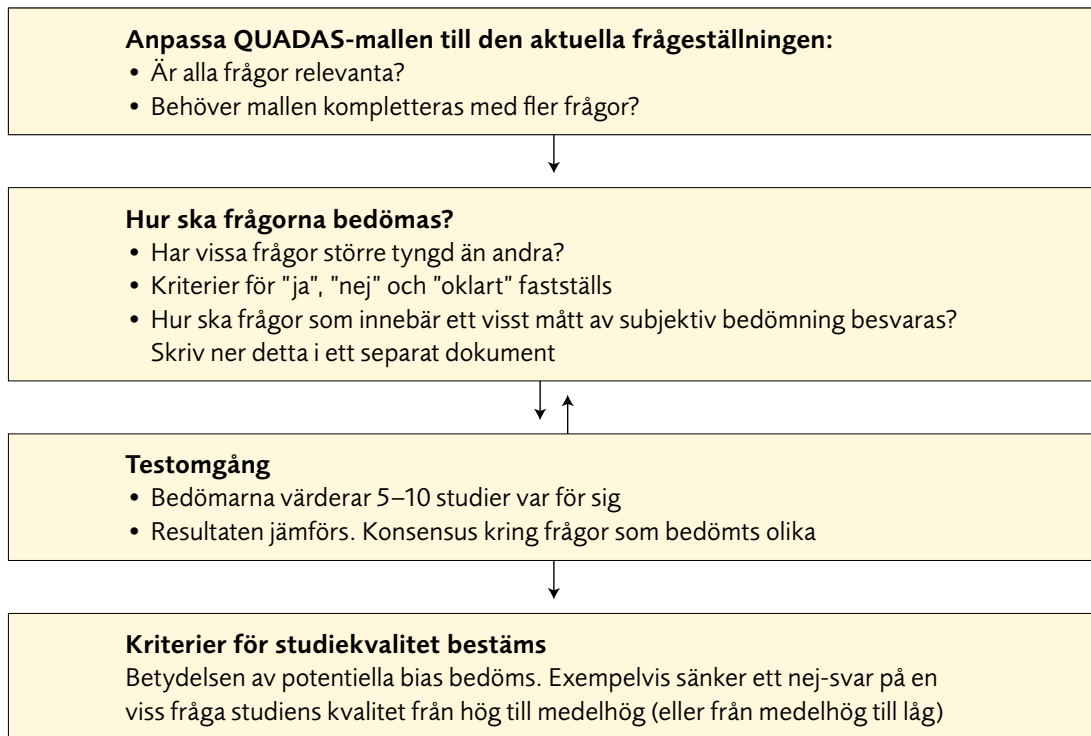 Anpassa QUADAS-mallen till den aktuella frågeställningen:
• Är alla frågor relevanta?
• Behöver mallen kompletteras med fler frågor?
Hur ska frågorna bedömas?
• Har vissa frågor större tyngd än andra?
• Kriterier för "ja", "nej" och "oklart" fastställs
• Hur ska frågor som innebär ett visst mått av subjektiv bedömning besvaras?
Skriv ner detta i ett separat dokument
Testomgång
• Bedömarna värderar 5–10 studier var för sig
• Resultaten jämförs. Konsensus kring frågor som bedömts olika
Kriterier för studiekvalitet bestäms
Betydelsen av potentiella bias bedöms. Exempelvis sänker ett nej-svar på en
viss fråga studiens kvalitet från hög till medelhög (eller från medelhög till låg)